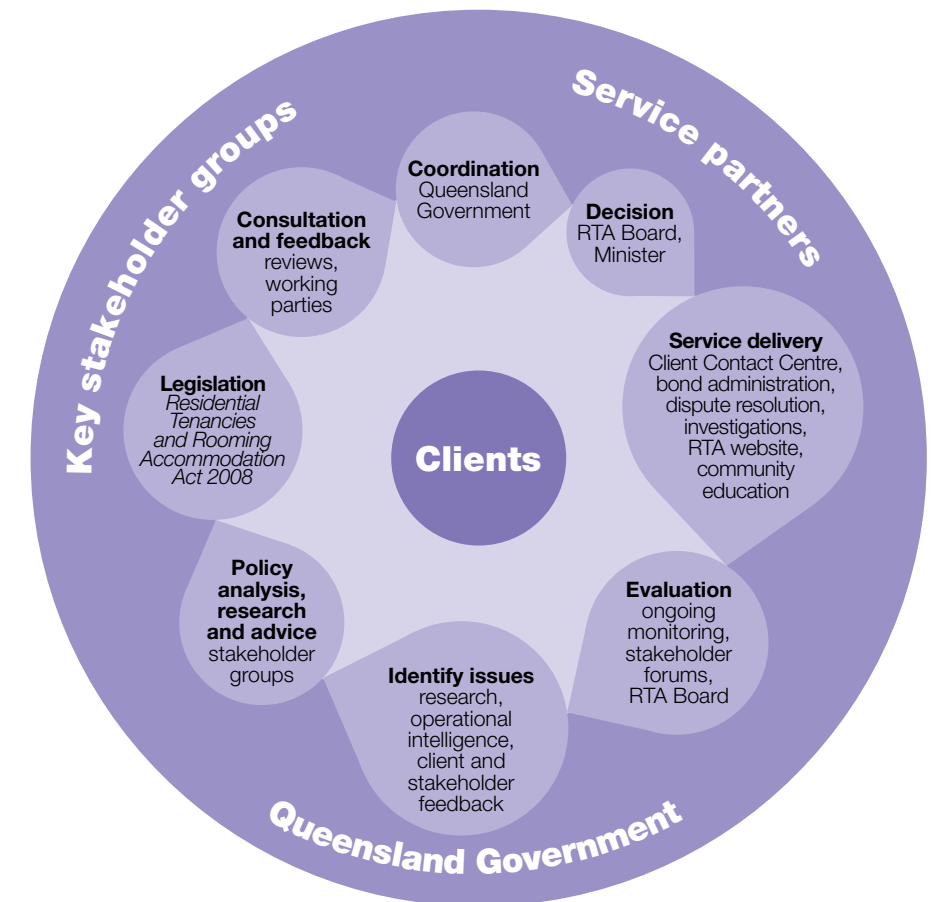 Key stakeholder groups
Service partners
Coordination
Queensland
Government
Decision
RTA Board,
Minister
Service delivery
Client Contact Centre,
bond administration,
dispute resolution,
investigations,
RTA website,
community
education
Evaluation
ongoing
monitoring,
stakeholder
forums,
RTA Board
Identify issues
research,
operational
intelligence,
client and
stakeholder
feedback
Policy
analysis,
research
and advice
stakeholder
groups
Legislation
Residential
Tenancies
and Rooming
Accommodation
Act 2008
Consultation
and feedback
reviews,
working
parties
Clients
Queensland Government